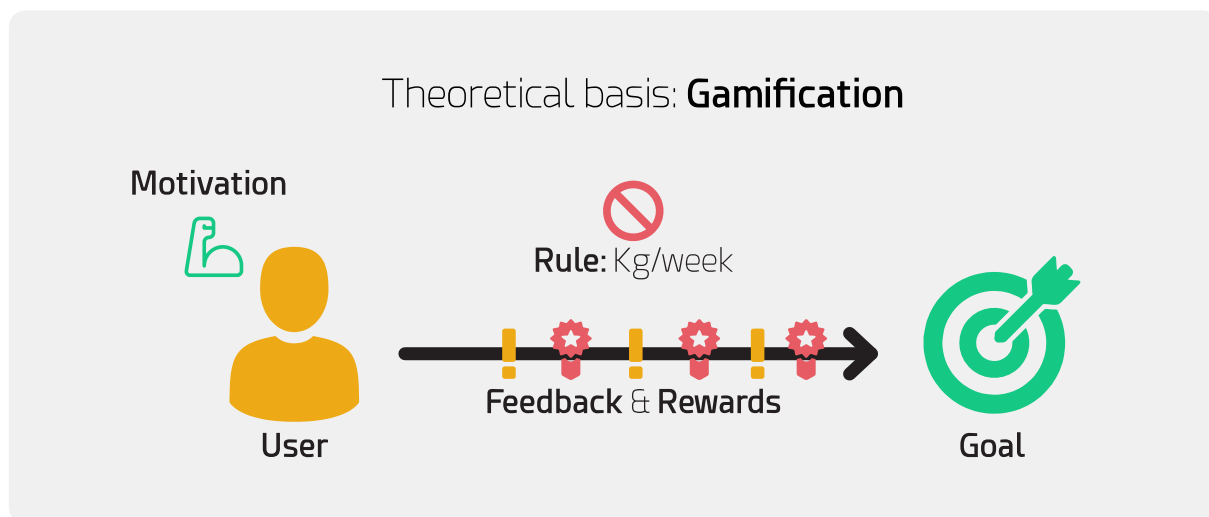 Theoretical basis: Gamification
Motivation
Rule: Kg/week
Feedback & Rewards
User
Goal